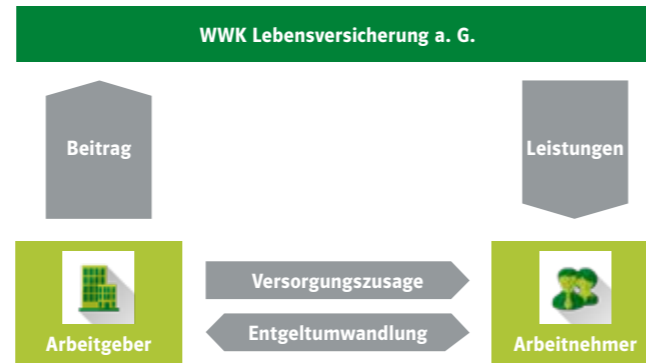 WWK Lebensversicherung a. G.
Beitrag
Leistungen
Versorgungszusage
Entgeltumwandlung
Arbeitgeber
Arbeitnehmer